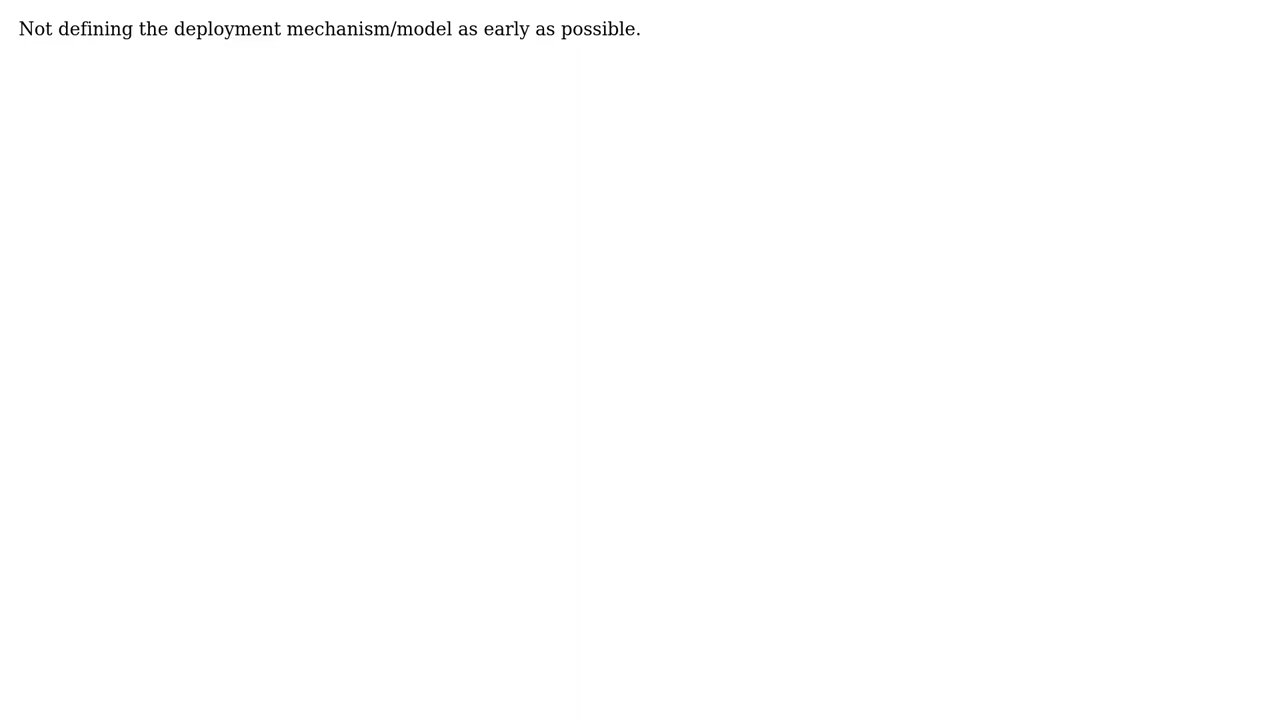 Not defining the deployment mechanism/model as early as possible.